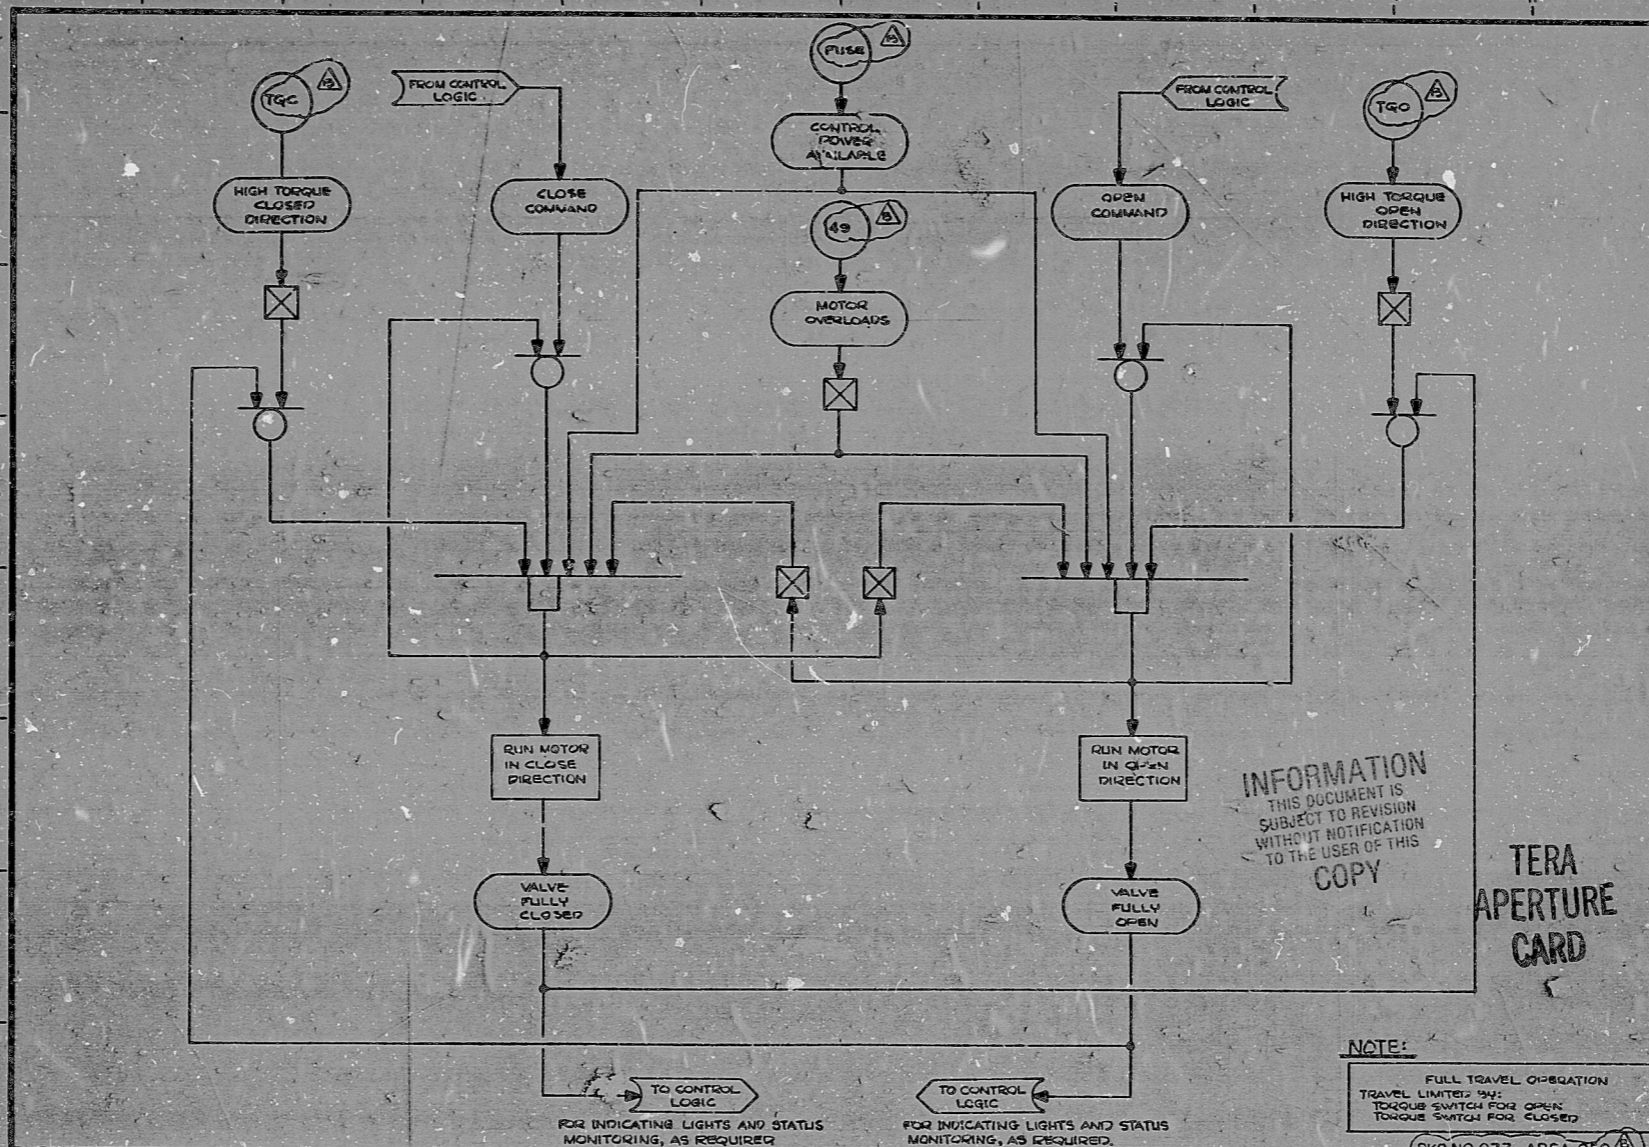 FUSE
TGC
FROM CONTROL
LOGIC
FROM CONTROL
LOGIC
TGO
CONTROL
POWER
AVAILABLE
HIGH TORQUE
CLOSED
DIRECTION
CLOSE
COMMAND
49
OPEN
COMMAND
HIGH TORQUE
OPEN
DIRECTION
MOTOR
OVERLOADS
RUN MOTOR
IN CLOSE
DIRECTION
RUN MOTOR
IN OPEN
DIRECTION
INFORMATION
THIS DOCUMENT IS
SUBJECT TO REVISION
WITHOUT NOTIFICATION
TO THE USER OF THIS
COPY
TERA
APERTURE
CARD
VALVE
FULLY
CLOSED
VALVE
FULLY
OPEN
NOTE:
FULL TRAVEL OPERATION
TRAVEL LIMITED BY:
TORQUE SWITCH FOR OPEN
TORQUE SWITCH FOR CLOSED
TO CONTROL
LOGIC
FOR INDICATING LIGHTS AND STATUS
MONITORING, AS REQUIRED
TO CONTROL
LOGIC
FOR INDICATING LIGHTS AND STATUS
MONITORING, AS REQUIRED.